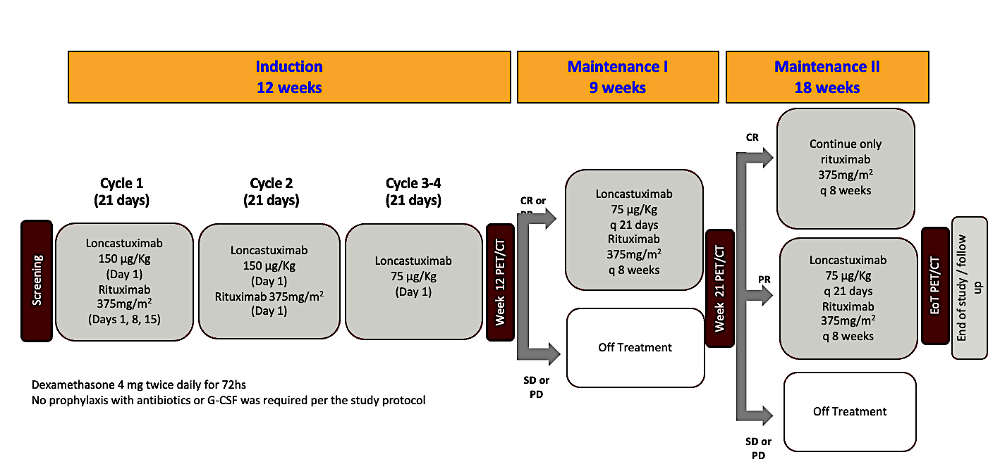 Induction
12 weeks
Maintenance I
9 weeks
Maintenance II
18 weeks
Cycle 1
(21 days)
Cycle 2
(21 days)
Cycle 3-4
(21 days)
Screening
Loncastuximab
150 µg/Kg
(Day 1)
Rituximab
375mg/m²
(Days 1, 8, 15)
Loncastuximab
150 µg/Kg
(Day 1)
Rituximab 375mg/m²
(Day 1)
Loncastuximab
75 µg/Kg
(Day 1)
Week 12 PET/CT
CR or
SD or
PD
Loncastuximab
75 µg/Kg
q 21 days
Rituximab
375mg/m²
q 8 weeks
Off Treatment
Week 21 PET/CT
CR
PR
SD or
PD
Continue only
rituximab
375mg/m²
q 8 weeks
Loncastuximab
75 µg/Kg
q 21 days
Rituximab
375mg/m²
q 8 weeks
Off Treatment
EoT PET/CT
End of study / follow
up
Dexamethasone 4 mg twice daily for 72hs
No prophylaxis with antibiotics or G-CSF was required per the study protocol